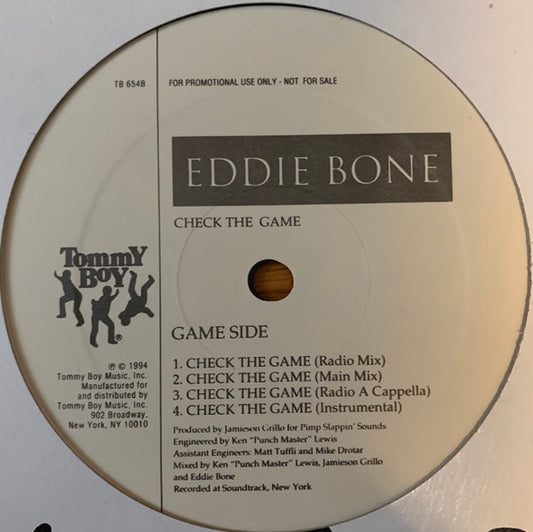 TB 654B
FOR PROMOTIONAL USE ONLY - NOT FOR SALE
EDDIE BONE
CHECK THE GAME
TOMMY
BOY
®
GAME SIDE
1. CHECK THE GAME (Radio Mix)
2. CHECK THE GAME (Main Mix)
3. CHECK THE GAME (Radio A Cappella)
4. CHECK THE GAME (Instrumental)
℗ © 1994
Tommy Boy Music, Inc.
Manufactured for
and distributed by
Tommy Boy Music, Inc.
902 Broadway,
New York, NY 10010
Produced by Jamieson Grillo for Pimp Slappin' Sounds
Engineered by Ken "Punch Master" Lewis
Assistant Engineers: Matt Tuffli and Mike Drotar
Mixed by Ken "Punch Master" Lewis, Jamieson Grillo
and Eddie Bone
Recorded at Soundtrack, New York